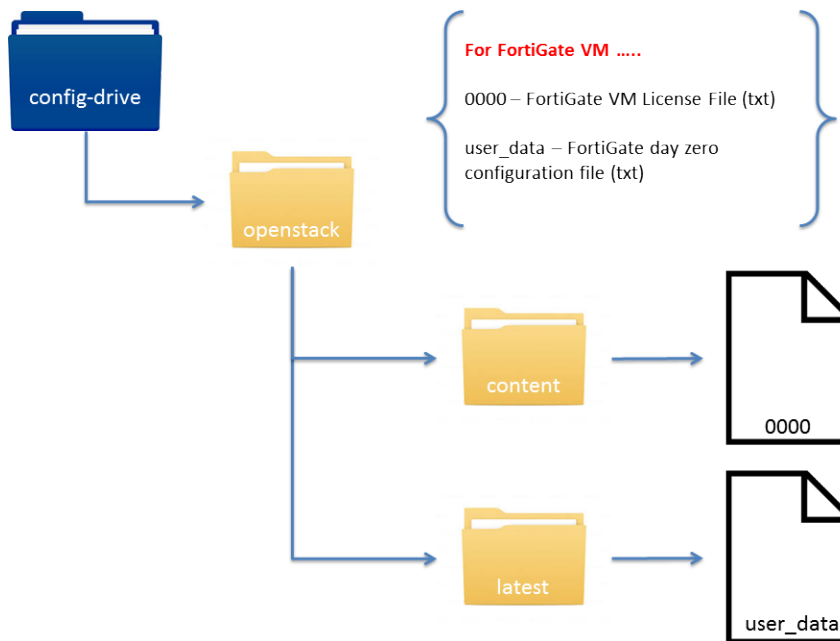 For FortiGate VM .....
config-drive
0000 – FortiGate VM License File (txt)
user_data – FortiGate day zero
configuration file (txt)
openstack
content
0000
latest
user_data